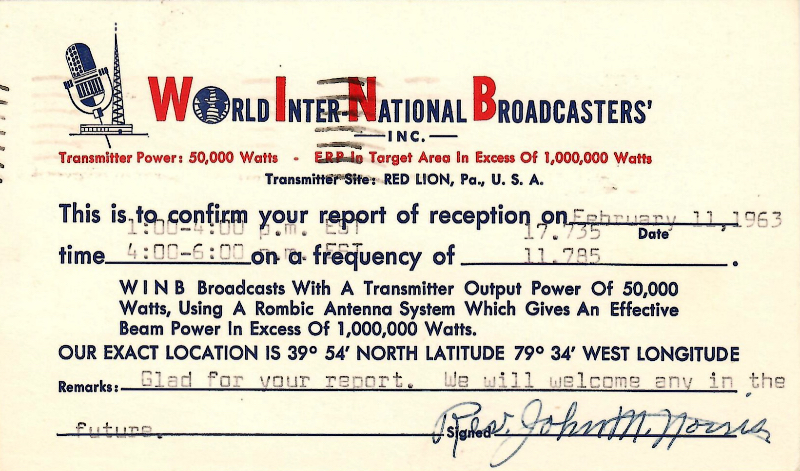 WORLD INTER-NATIONAL BROADCASTERS'
INC.
Transmitter Power: 50,000 Watts - ERP In Target Area In Excess Of 1,000,000 Watts
Transmitter Site: RED LION, Pa., U. S. A.
This is to confirm your report of reception on February 11, 1963
Date
1:00-4:00 p.m. EST 17.735
time 4:00-6:00 p.m. EST on a frequency of 11.785.
WINB Broadcasts With A Transmitter Output Power Of 50,000
Watts, Using A Rombic Antenna System Which Gives An Effective
Beam Power In Excess Of 1,000,000 Watts.
OUR EXACT LOCATION IS 39° 54' NORTH LATITUDE 79° 34' WEST LONGITUDE
Remarks: Glad for your report. We will welcome any in the
future. Signed Rev. John M. Norris